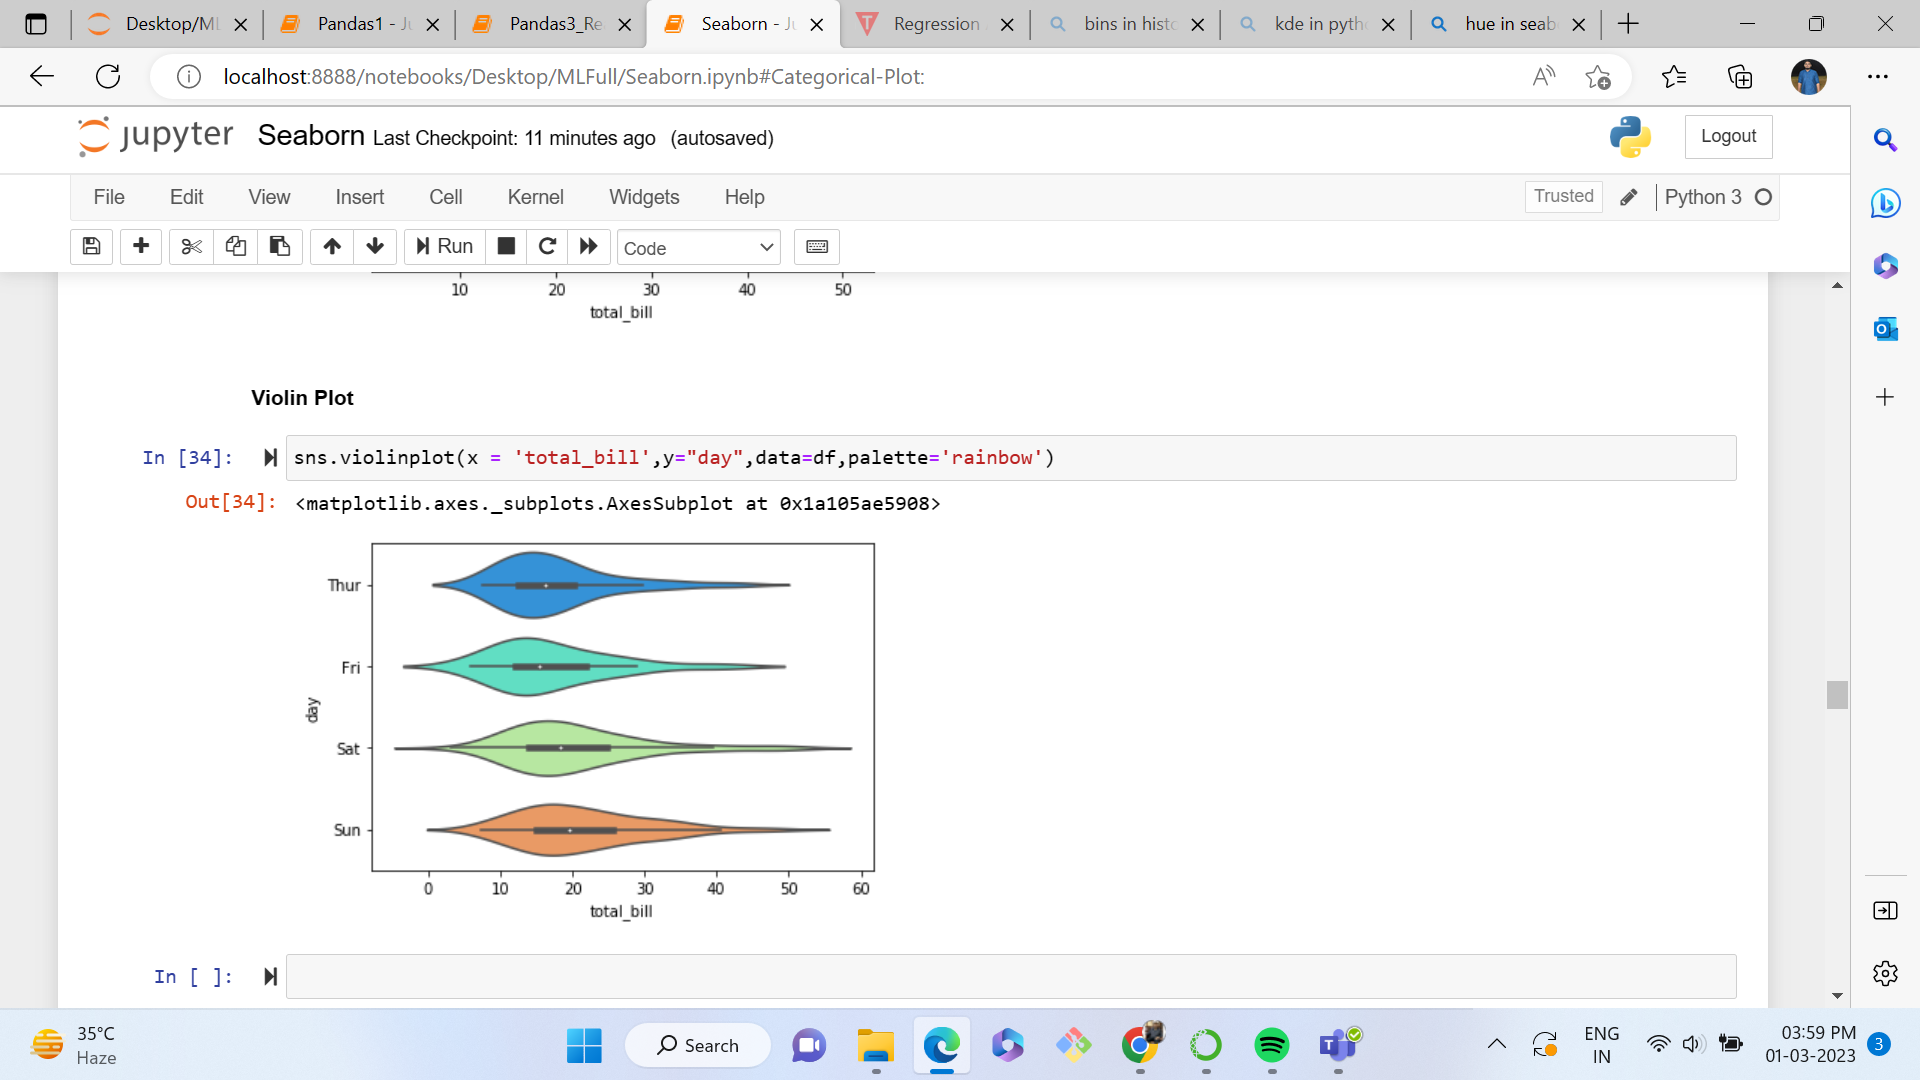 Desktop/ML
Pandas1 - Ju
Pandas3_Re
Seaborn - Ju
Regression
bins in histo
kde in pyth
hue in seab
localhost:8888/notebooks/Desktop/MLFull/Seaborn.ipynb#Categorical-Plot:
jupyter Seaborn Last Checkpoint: 11 minutes ago (autosaved)
Logout
File Edit View Insert Cell Kernel Widgets Help
Trusted
Python 3
Run
Code
10 20 30 40 50
total_bill
Violin Plot
In [34]: sns.violinplot(x = 'total_bill',y="day",data=df,palette='rainbow')
Out[34]: <matplotlib.axes._subplots.AxesSubplot at 0x1a105ae5908>
Thur
Fri
day
Sat
Sun
0 10 20 30 40 50 60
total_bill
In [ ]:
35°C
Haze
Search
ENG
IN
03:59 PM
01-03-2023
3